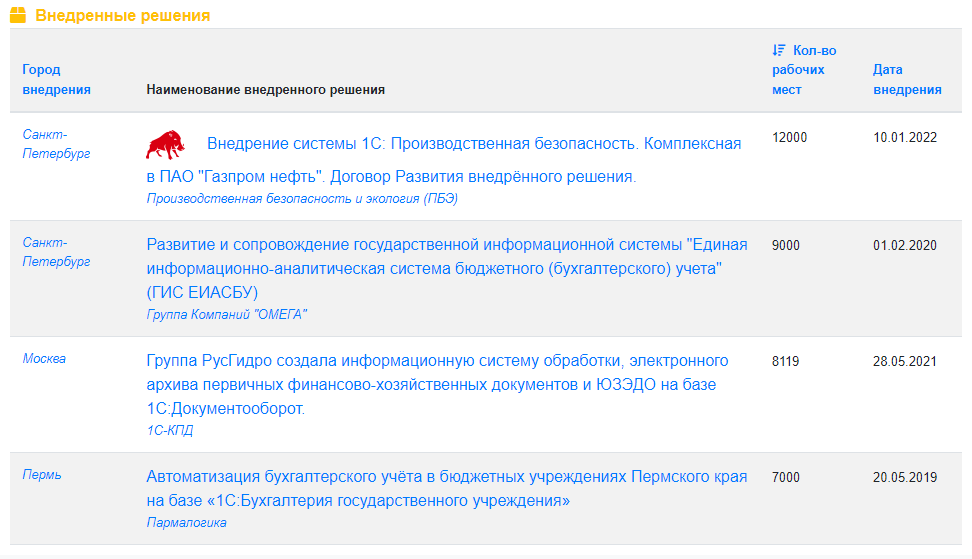 Внедренные решения
Город
внедрения
Наименование внедренного решения
Кол-во
рабочих
мест
Дата
внедрения
Санкт-
Петербург
Внедрение системы 1С: Производственная безопасность. Комплексная
в ПАО "Газпром нефть". Договор Развития внедрённого решения.
Производственная безопасность и экология (ПБЭ)
12000
10.01.2022
Санкт-
Петербург
Развитие и сопровождение государственной информационной системы "Единая
информационно-аналитическая система бюджетного (бухгалтерского) учета"
(ГИС ЕИАСБУ)
Группа Компаний "ОМЕГА"
9000
01.02.2020
Москва
Группа РусГидро создала информационную систему обработки, электронного
архива первичных финансово-хозяйственных документов и ЮЗЭДО на базе
1С:Документооборот.
1С-КПД
8119
28.05.2021
Пермь
Автоматизация бухгалтерского учёта в бюджетных учреждениях Пермского края
на базе «1С:Бухгалтерия государственного учреждения»
Пармалогика
7000
20.05.2019